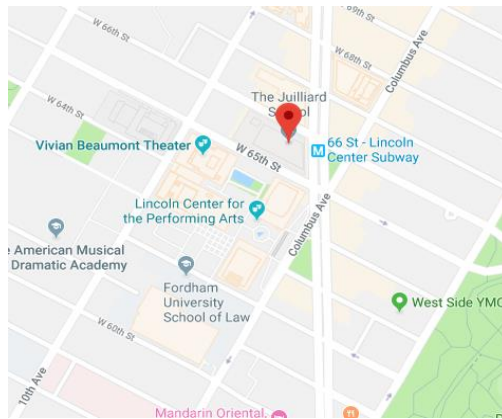 W 66th St
W 69th St
W 68th St
Columbus Ave
W 64th St
The Juilliard
School
Vivian Beaumont Theater
W 65th St
M
66 St - Lincoln
Center Subway
Lincoln Center for
the Performing Arts
Columbus Ave
e American Musical
Dramatic Academy
Fordham
University
School of Law
West Side YMC
W 60th St
10th Ave
Mandarin Oriental,